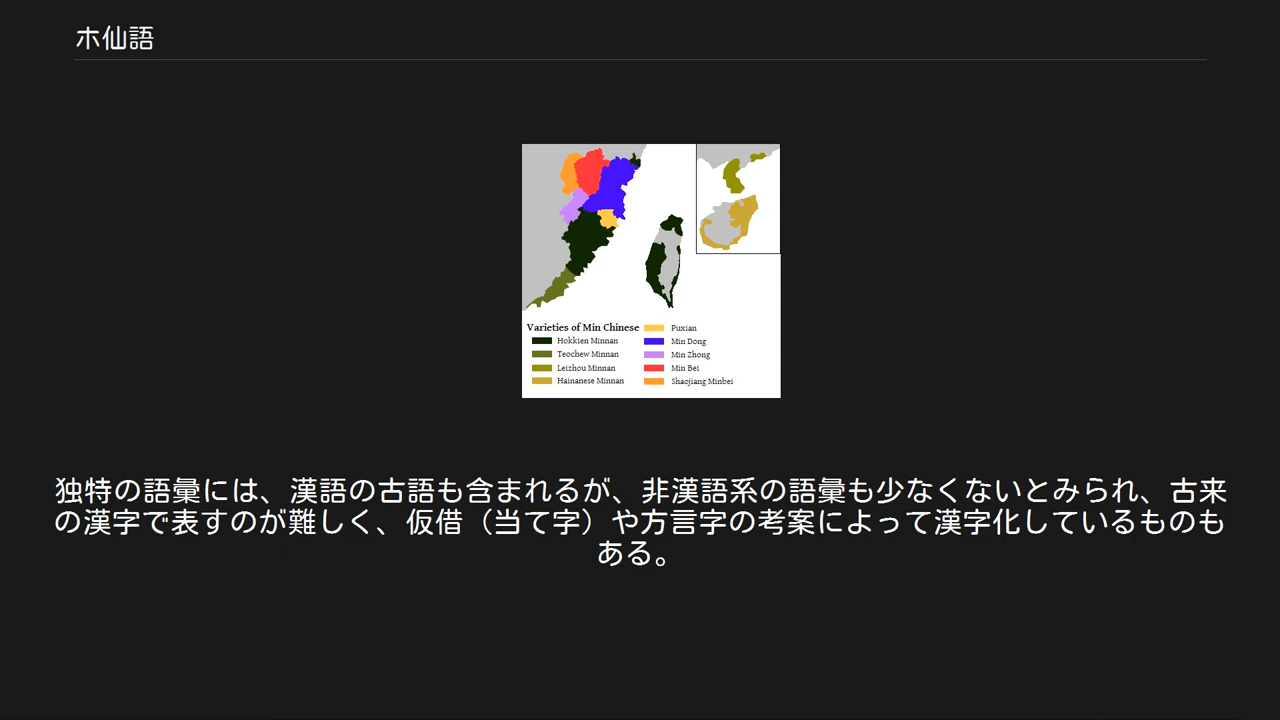 ホ仙語
Varieties of Min Chinese
Hokkien Minnan
Teochew Minnan
Leizhou Minnan
Hainanese Minnan
Puxian
Min Dong
Min Zhong
Min Bei
Shaojiang Minbei
独特の語彙には、漢語の古語も含まれるが、非漢語系の語彙も少なくないとみられ、古来
の漢字で表すのが難しく、仮借（当て字）や方言字の考案によって漢字化しているものも
ある。